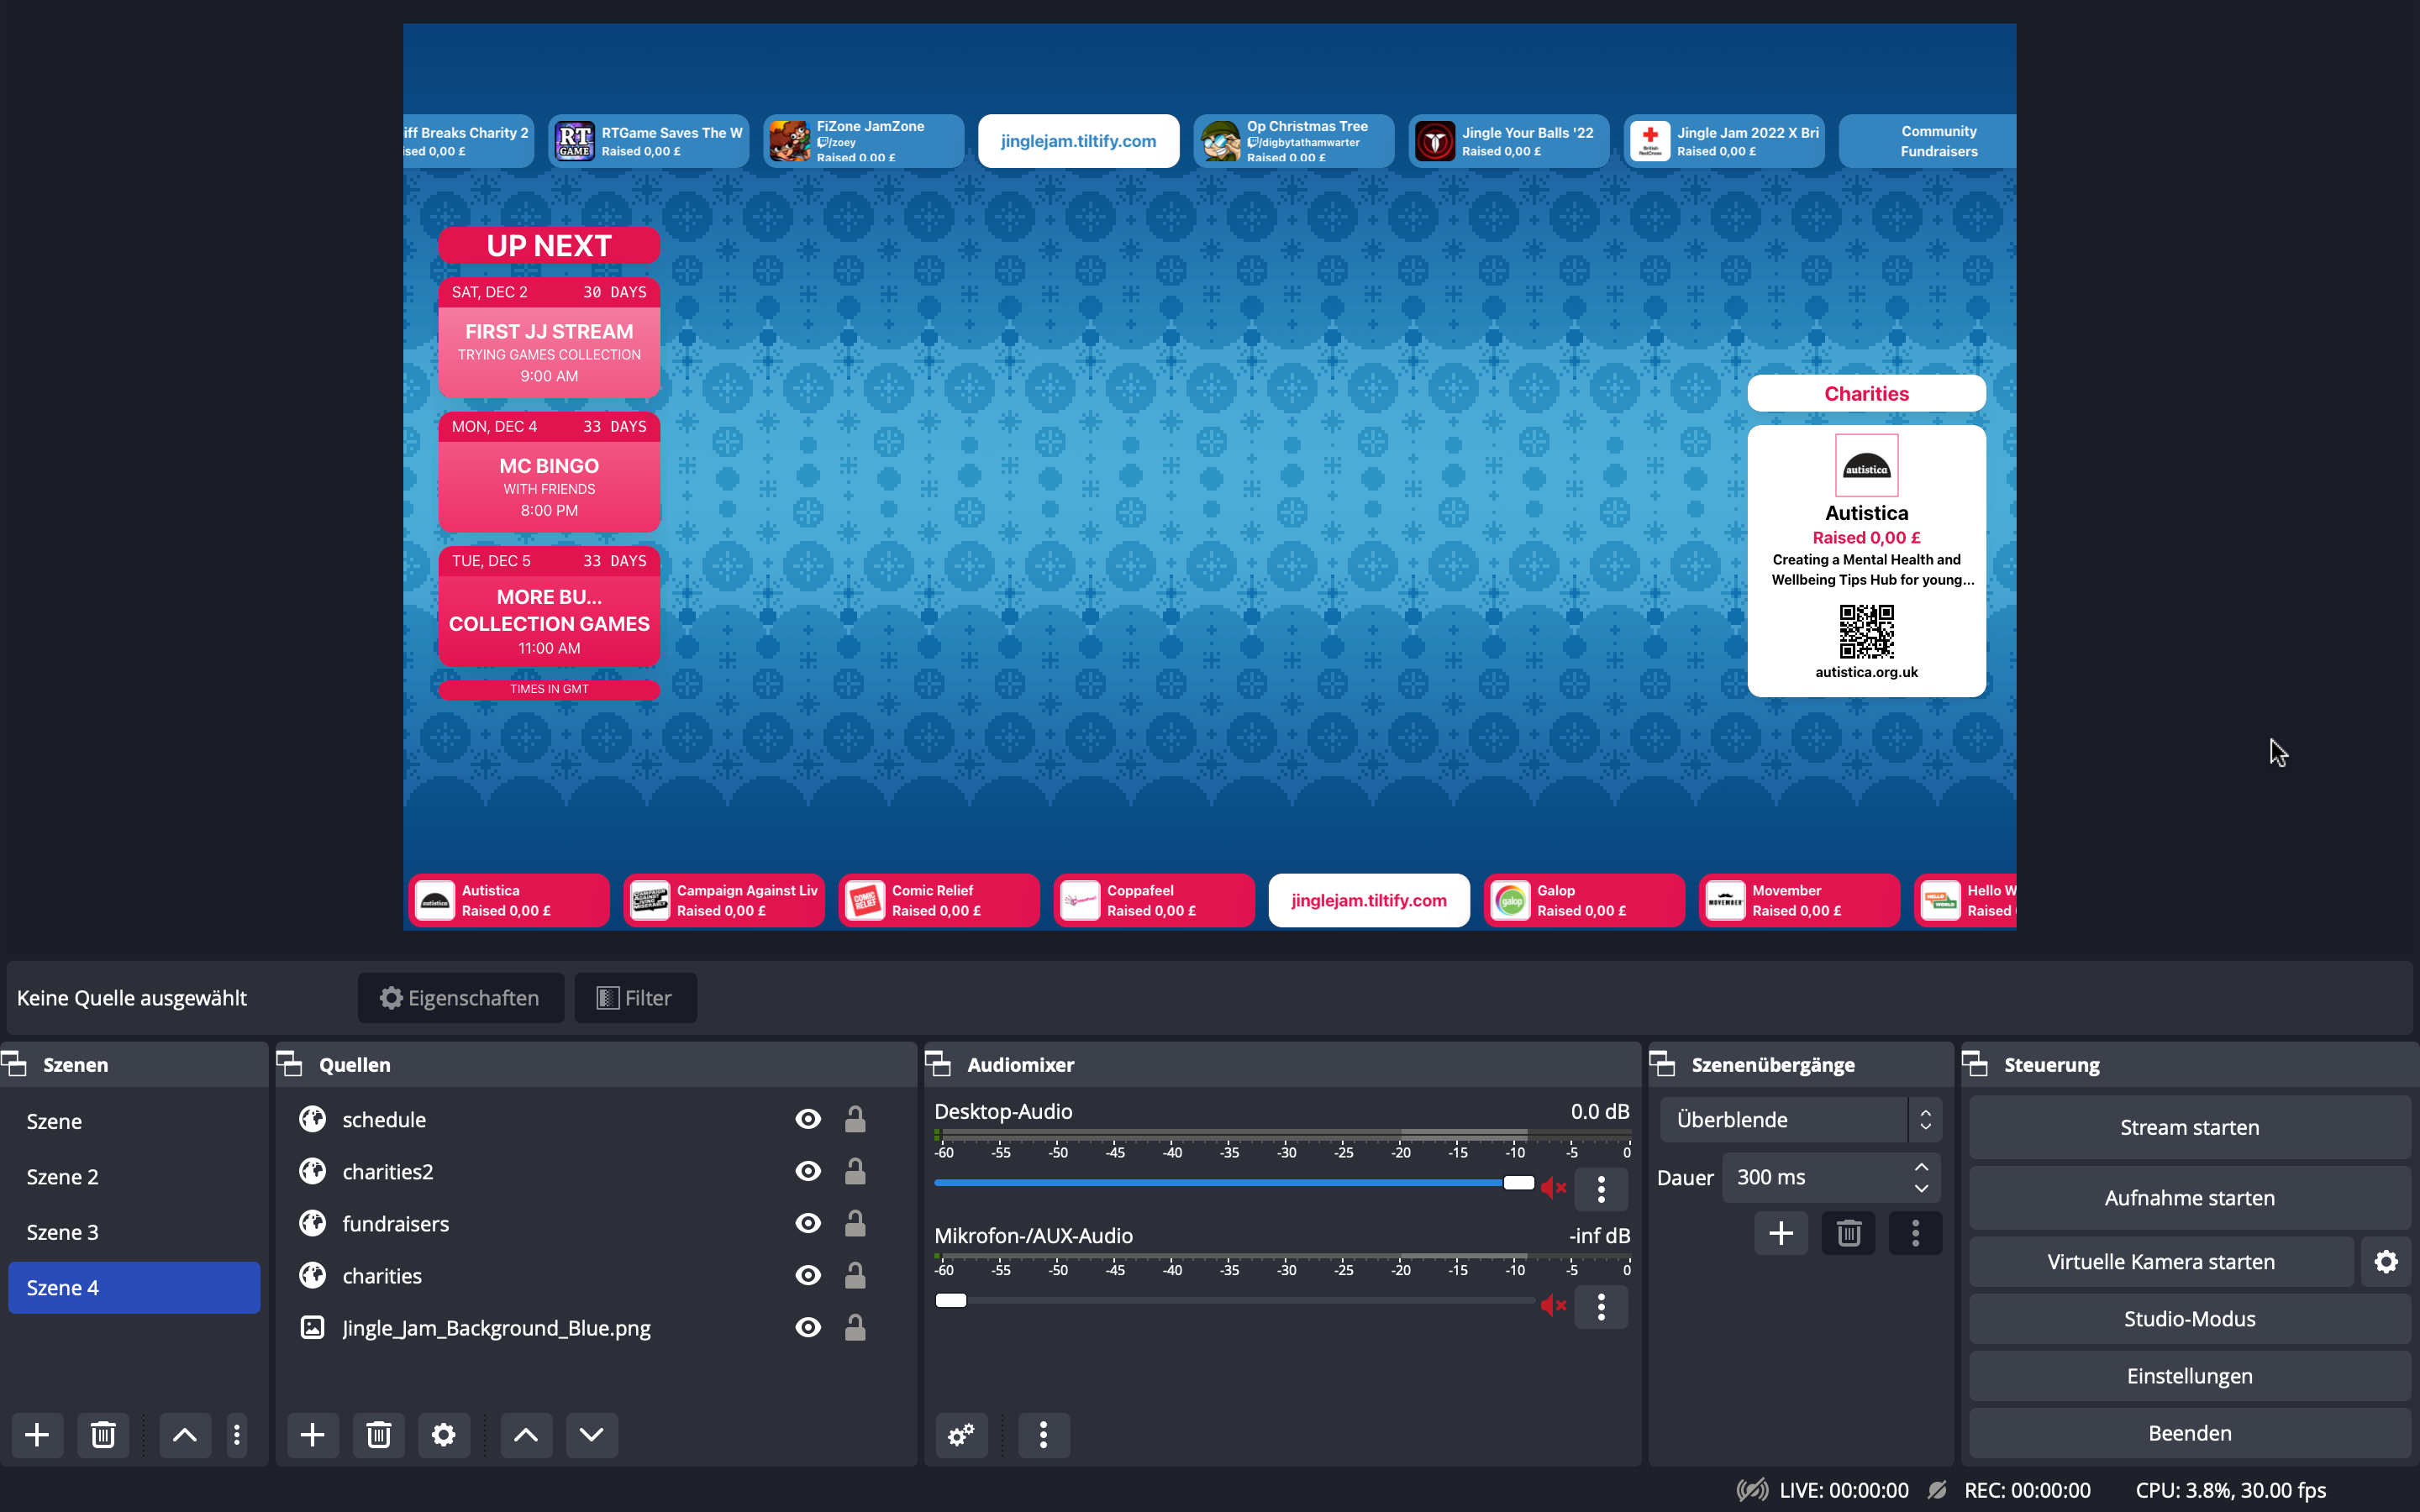 iff Breaks Charity 2
sed 0,00 £
RT GAME
RTGame Saves The W
Raised 0,00 £
FiZone JamZone
/zoey
Raised 0,00 £
jinglejam.tiltify.com
Op Christmas Tree
/digbytathamwarter
Raised 0,00 £
Jingle Your Balls '22
Raised 0,00 £
Jingle Jam 2022 X Bri
Raised 0,00 £
Community
Fundraisers
UP NEXT
SAT, DEC 2 30 DAYS
FIRST JJ STREAM
TRYING GAMES COLLECTION
9:00 AM
MON, DEC 4 33 DAYS
MC BINGO
WITH FRIENDS
8:00 PM
TUE, DEC 5 33 DAYS
MORE BU...
COLLECTION GAMES
11:00 AM
TIMES IN GMT
Charities
autistica
Autistica
Raised 0,00 £
Creating a Mental Health and
Wellbeing Tips Hub for young...
autistica.org.uk
autistica
Autistica
Raised 0,00 £
Campaign Against Liv
Raised 0,00 £
COMIC RELIEF
Comic Relief
Raised 0,00 £
Coppafeel
Raised 0,00 £
jinglejam.tiltify.com
galop
Galop
Raised 0,00 £
MOVEMBER
Movember
Raised 0,00 £
HELLO WORLD
Hello W
Raised
Keine Quelle ausgewählt
Eigenschaften
Filter
Szenen
Szene
Szene 2
Szene 3
Szene 4
Quellen
schedule
charities2
fundraisers
charities
Jingle_Jam_Background_Blue.png
Audiomixer
Desktop-Audio 0.0 dB
-60 -55 -50 -45 -40 -35 -30 -25 -20 -15 -10 -5 0
Mikrofon-/AUX-Audio -inf dB
-60 -55 -50 -45 -40 -35 -30 -25 -20 -15 -10 -5 0
Szenenübergänge
Überblende
Dauer 300 ms
Steuerung
Stream starten
Aufnahme starten
Virtuelle Kamera starten
Studio-Modus
Einstellungen
Beenden
LIVE: 00:00:00 REC: 00:00:00 CPU: 3.8%, 30.00 fps